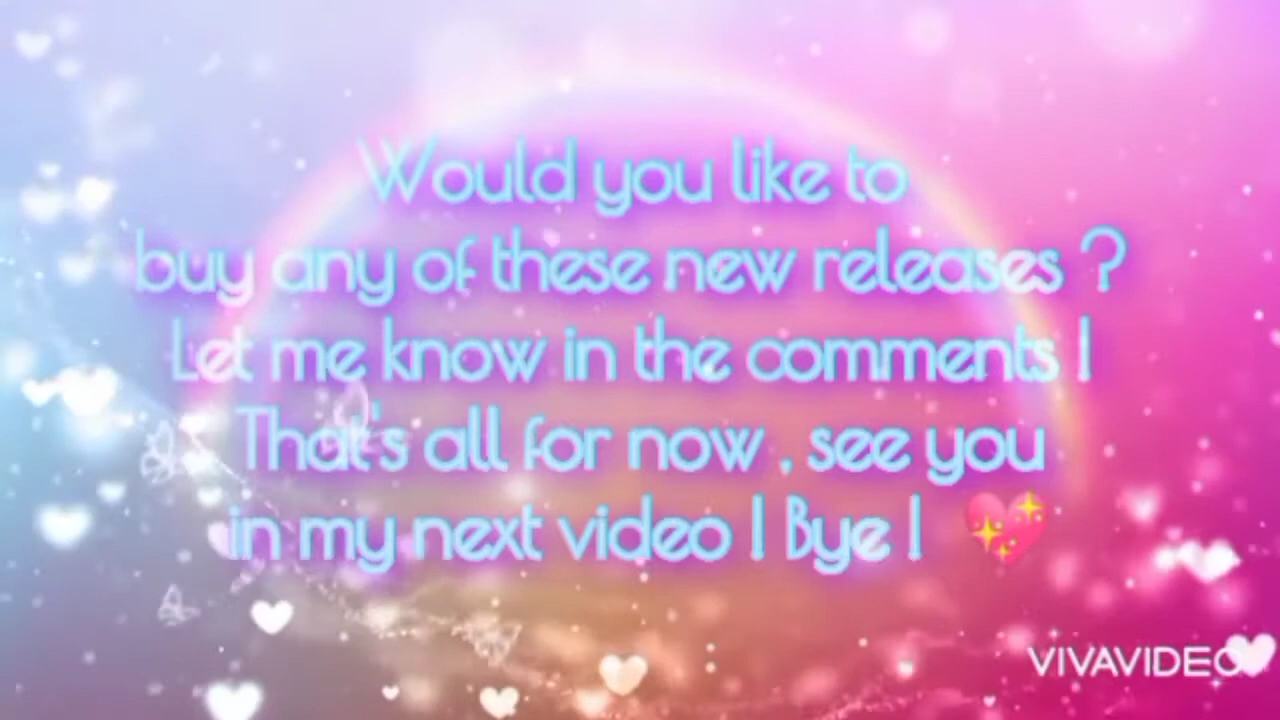 Would you like to
buy any of these new releases ?
Let me know in the comments !
That's all for now , see you
in my next video ! Bye ! 💖
VIVAVIDEO